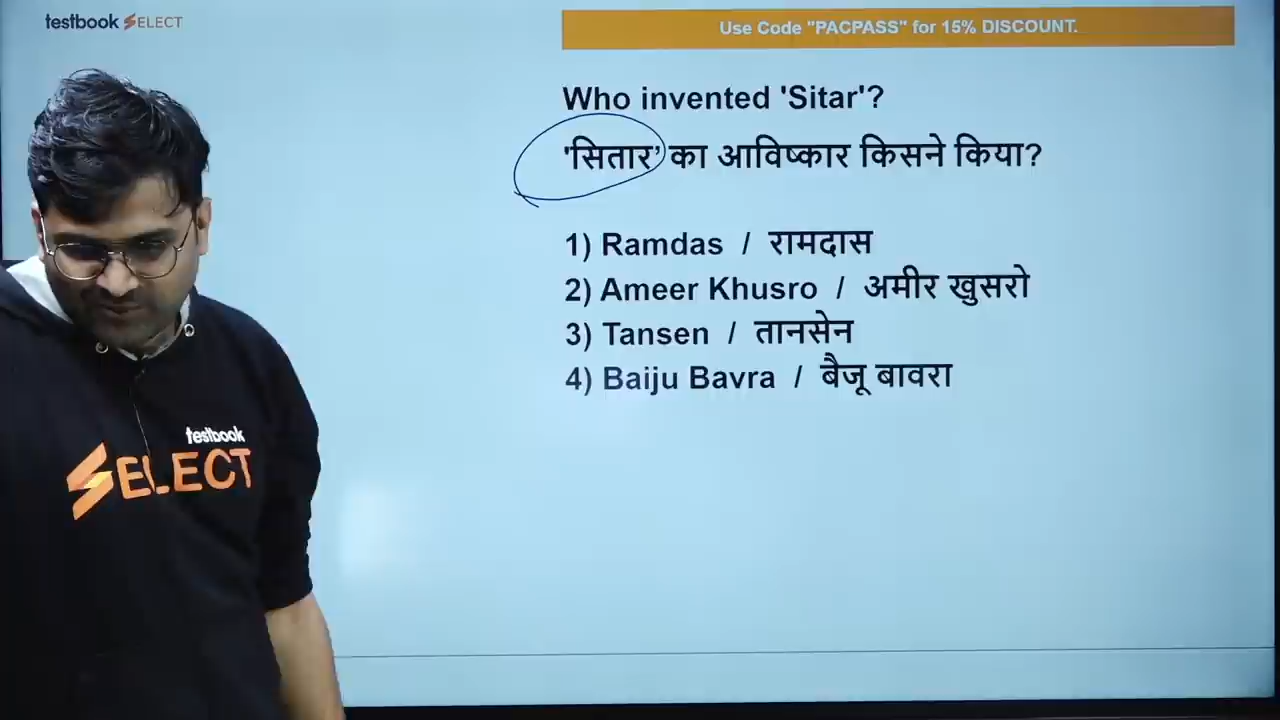 testbook SELECT
Use Code "PACPASS" for 15% DISCOUNT.
Who invented 'Sitar'?
'सितार' का आविष्कार किसने किया?
1) Ramdas / रामदास
2) Ameer Khusro / अमीर खुसरो
3) Tansen / तानसेन
4) Baiju Bavra / बैजू बावरा
testbook
SELECT